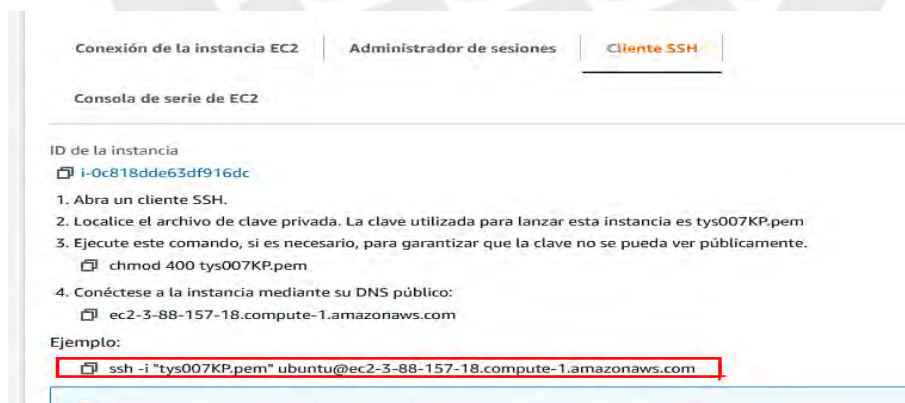 Conexión de la instancia EC2 Administrador de sesiones Cliente SSH
Consola de serie de EC2
ID de la instancia
i-0c818dde63df916dc
1. Abra un cliente SSH.
2. Localice el archivo de clave privada. La clave utilizada para lanzar esta instancia es tys007KP.pem
3. Ejecute este comando, si es necesario, para garantizar que la clave no se pueda ver públicamente.
chmod 400 tys007KP.pem
4. Conéctese a la instancia mediante su DNS público:
ec2-3-88-157-18.compute-1.amazonaws.com
Ejemplo:
ssh -i "tys007KP.pem" ubuntu@ec2-3-88-157-18.compute-1.amazonaws.com